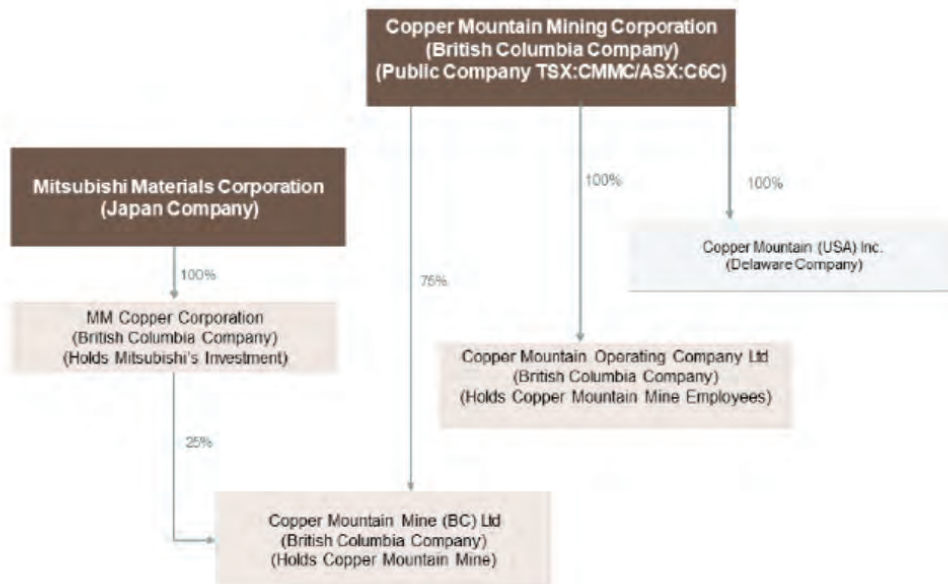 Copper Mountain Mining Corporation
(British Columbia Company)
(Public Company TSX:CMMC/ASX:C6C)
Mitsubishi Materials Corporation
(Japan Company)
100%
100%
Copper Mountain (USA) Inc.
(Delaware Company)
100%
75%
MM Copper Corporation
(British Columbia Company)
(Holds Mitsubishi's Investment)
Copper Mountain Operating Company Ltd
(British Columbia Company)
(Holds Copper Mountain Mine Employees)
25%
Copper Mountain Mine (BC) Ltd
(British Columbia Company)
(Holds Copper Mountain Mine)